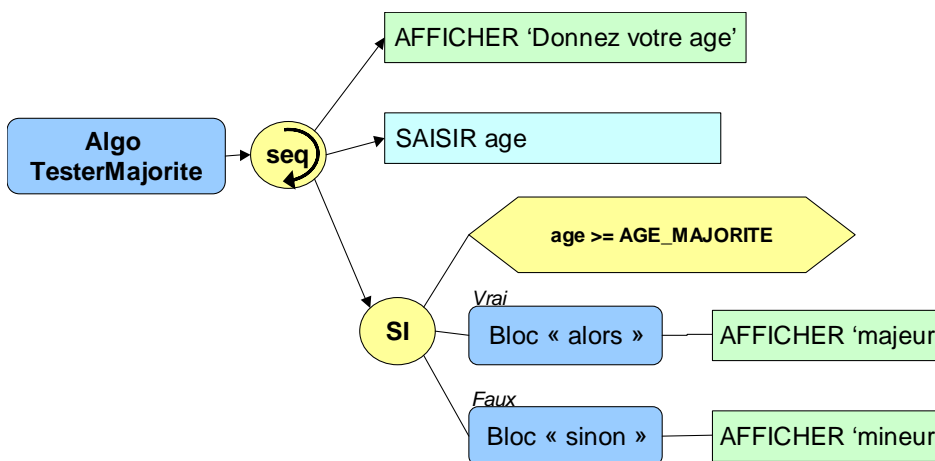 AFFICHER ‘Donnez votre age’
Algo
TesterMajorite
seq
SAISIR age
age >= AGE_MAJORITE
Vrai
SI
Bloc « alors »
AFFICHER ‘majeur
Faux
Bloc « sinon »
AFFICHER ‘mineur